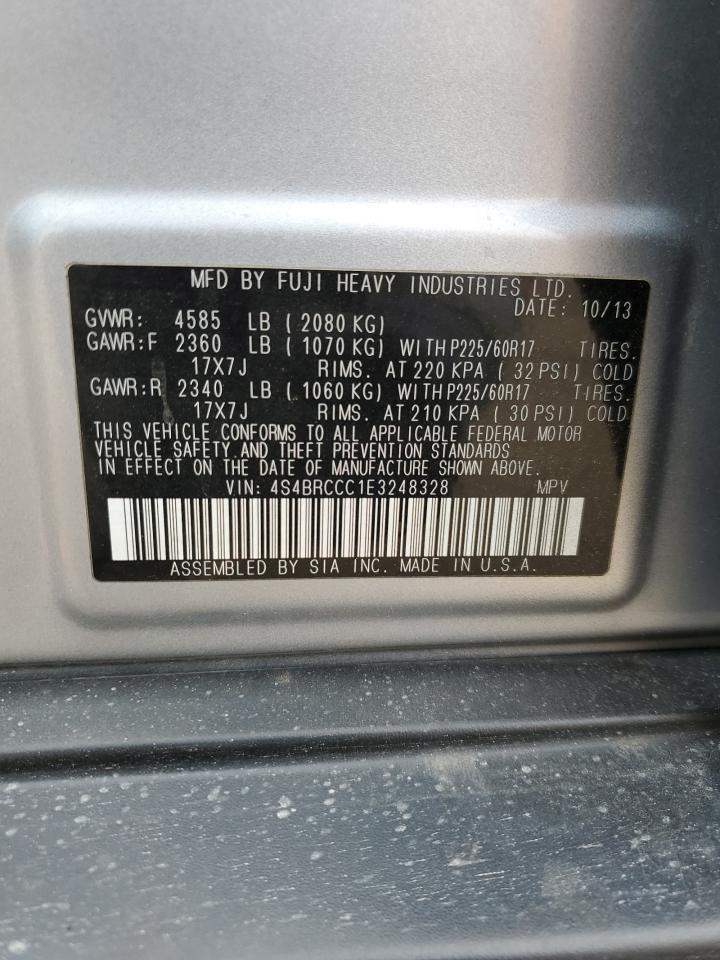 MFD BY FUJI HEAVY INDUSTRIES LTD.
DATE: 10/13
GVWR: 4585 LB ( 2080 KG)
GAWR:F 2360 LB ( 1070 KG) WITH P225/60R17 TIRES.
17X7J RIMS. AT 220 KPA ( 32 PSI) COLD
GAWR:R 2340 LB ( 1060 KG) WITH P225/60R17 TIRES.
17X7J RIMS. AT 210 KPA ( 30 PSI) COLD
THIS VEHICLE CONFORMS TO ALL APPLICABLE FEDERAL MOTOR
VEHICLE SAFETY AND THEFT PREVENTION STANDARDS
IN EFFECT ON THE DATE OF MANUFACTURE SHOWN ABOVE.
VIN: 4S4BRCCC1E3248328 MPV
ASSEMBLED BY SIA INC. MADE IN U.S.A.